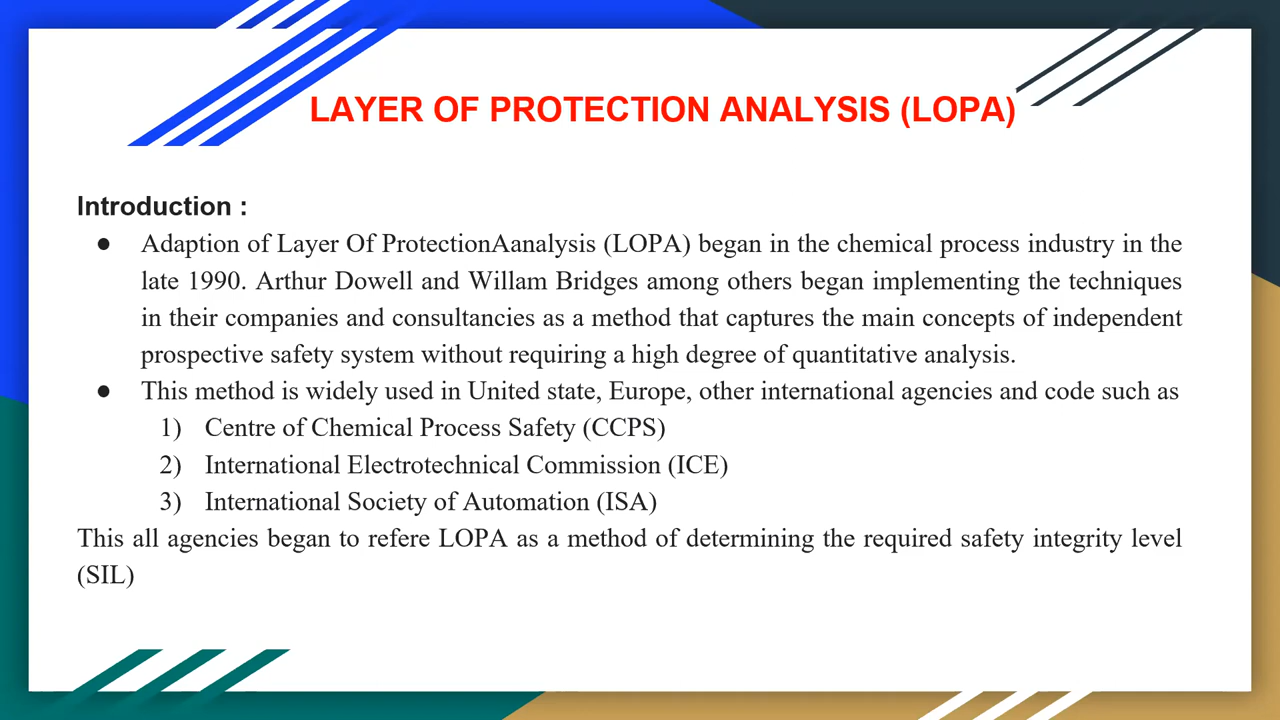 LAYER OF PROTECTION ANALYSIS (LOPA)
Introduction :
● Adaption of Layer Of ProtectionAanalysis (LOPA) began in the chemical process industry in the
late 1990. Arthur Dowell and Willam Bridges among others began implementing the techniques
in their companies and consultancies as a method that captures the main concepts of independent
prospective safety system without requiring a high degree of quantitative analysis.
● This method is widely used in United state, Europe, other international agencies and code such as
1) Centre of Chemical Process Safety (CCPS)
2) International Electrotechnical Commission (ICE)
3) International Society of Automation (ISA)
This all agencies began to refere LOPA as a method of determining the required safety integrity level
(SIL)